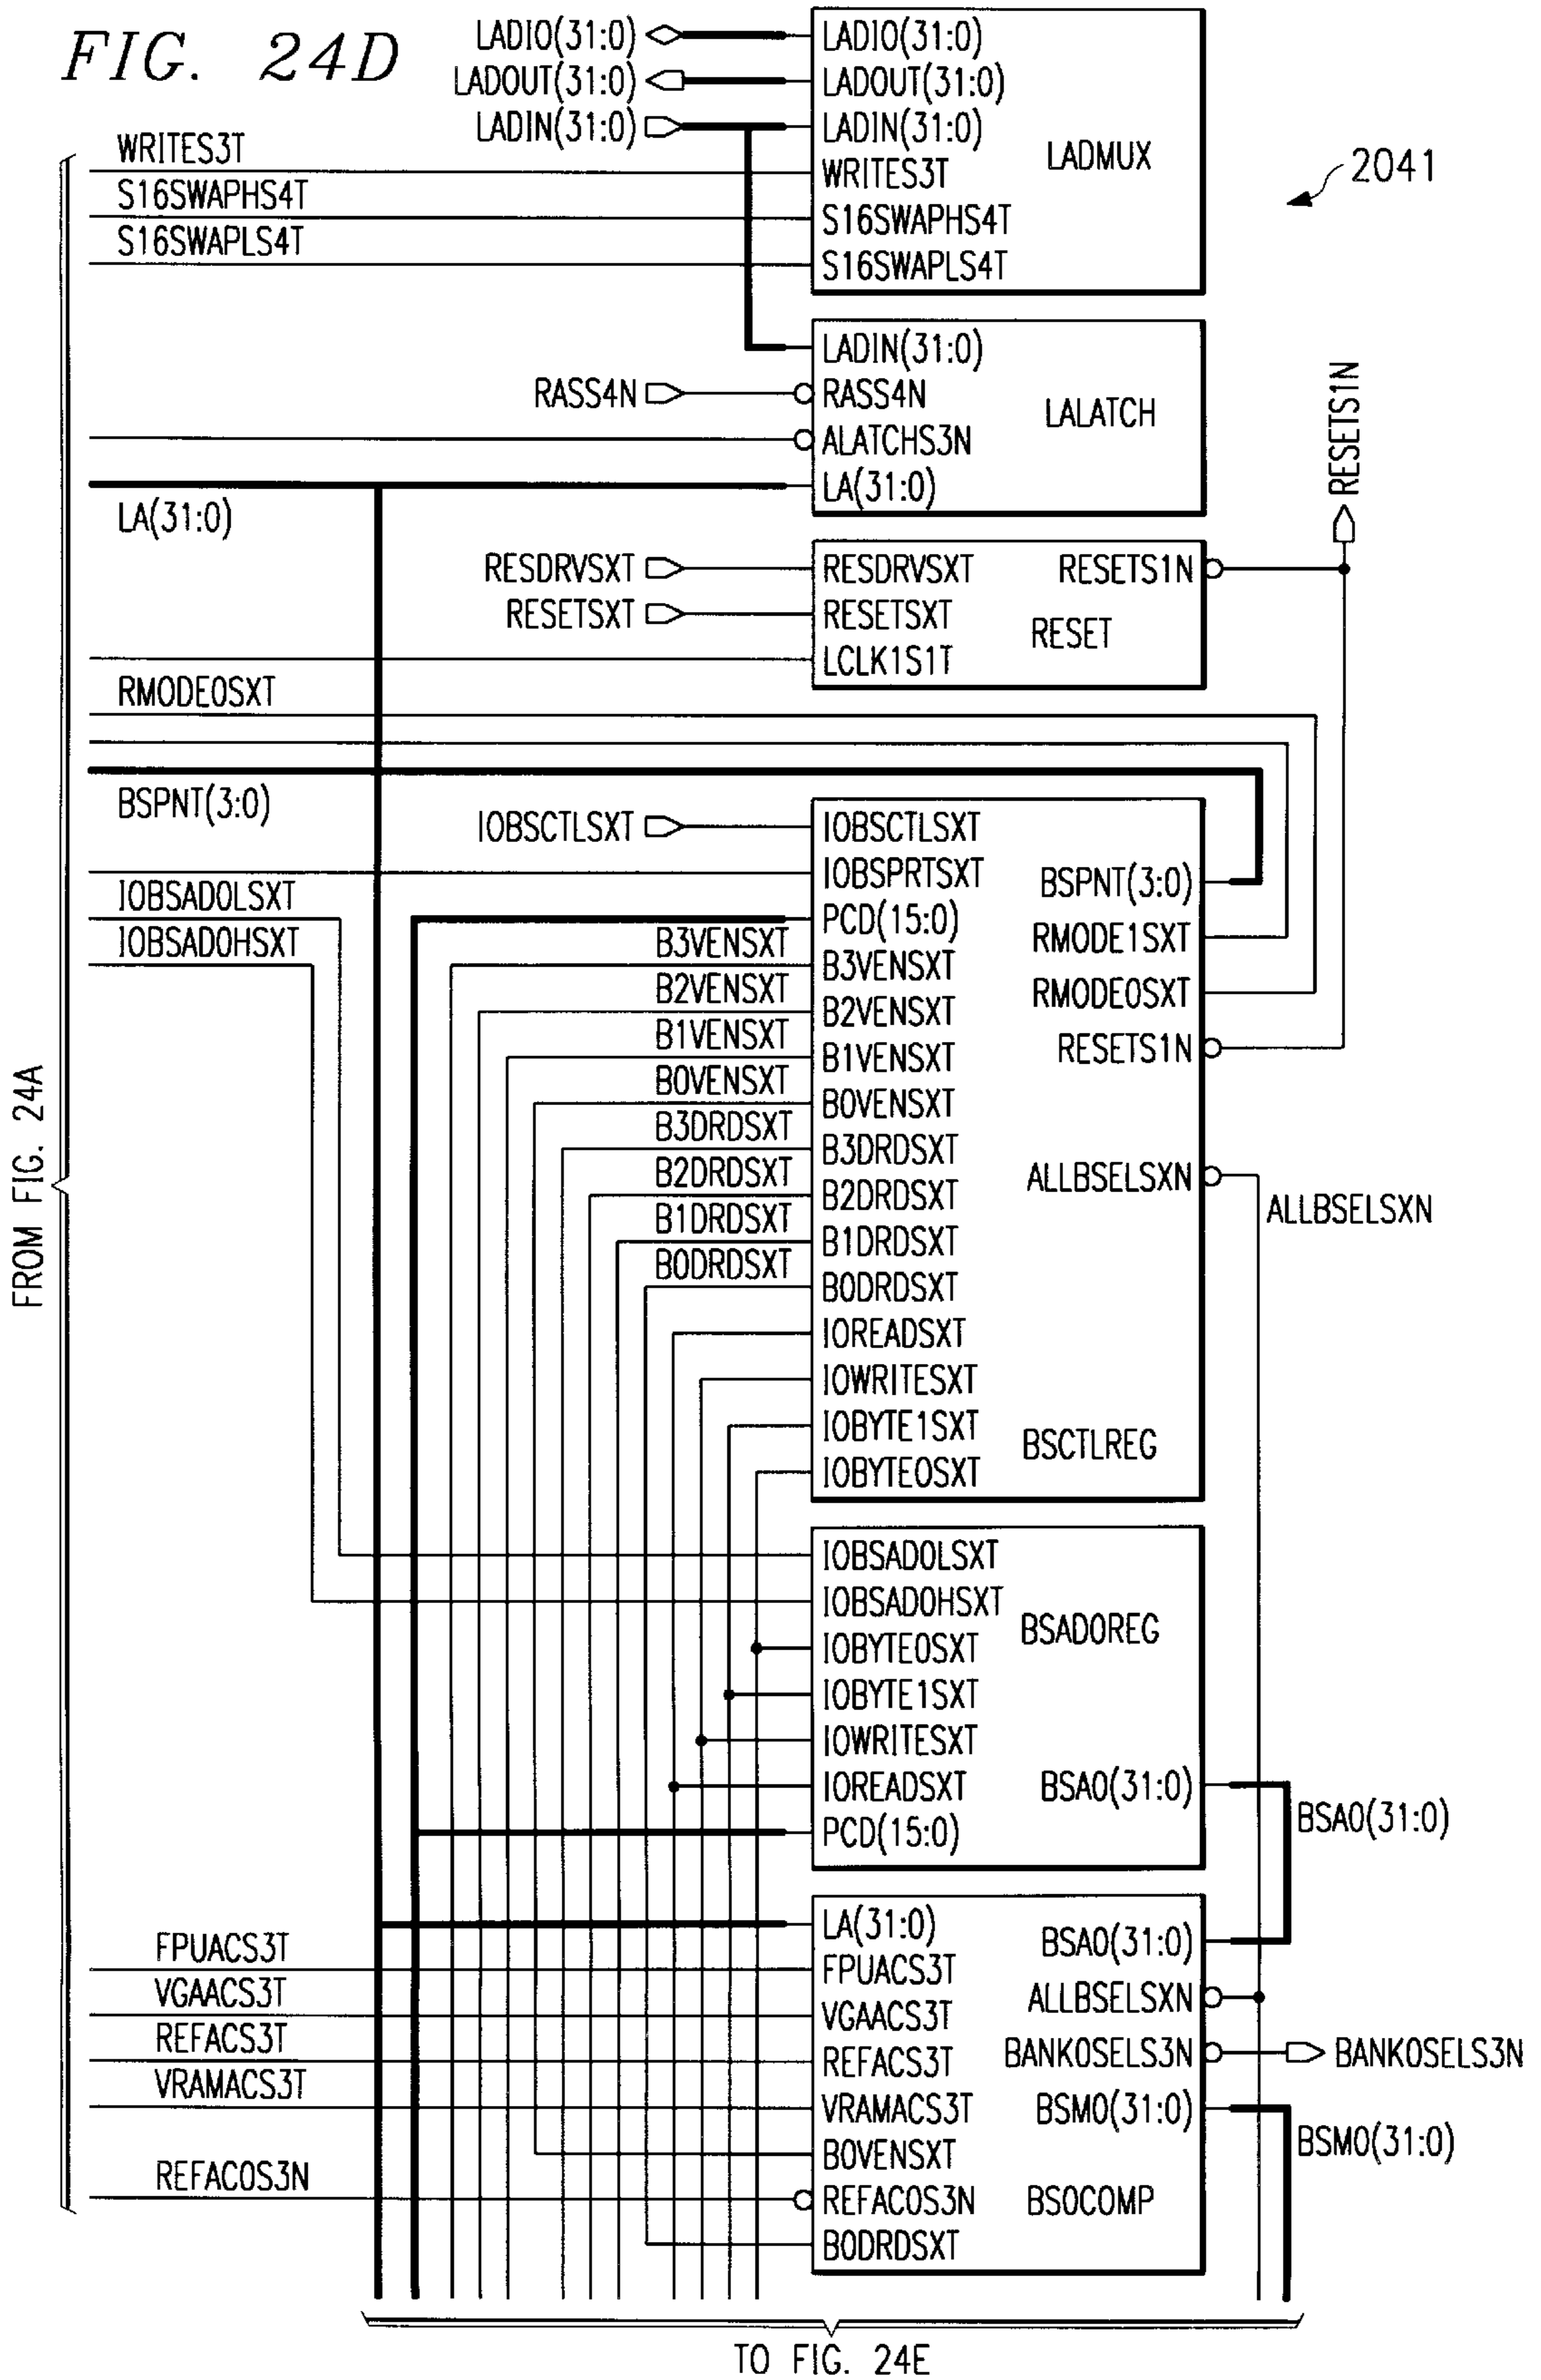 FIG. 24D
LADIO(31:0)
LADOUT(31:0)
LADIN(31:0)
WRITES3T
S16SWAPHS4T
S16SWAPLS4T
LADIO(31:0)
LADOUT(31:0)
LADIN(31:0)
WRITES3T
S16SWAPHS4T
S16SWAPLS4T
LADMUX
2041
RASS4N
LADIN(31:0)
RASS4N
ALATCHS3N
LA(31:0)
LALATCH
LA(31:0)
RESETS1N
RESDRVSXT
RESETSXT
RESDRVSXT
RESETSXT
LCLK1S1T
RESETS1N
RESET
RMODE0SXT
BSPNT(3:0)
IOBSCTLSXT
IOBSAD0LSXT
IOBSAD0HSXT
B3VENSXT
B2VENSXT
B1VENSXT
B0VENSXT
B3DRDSXT
B2DRDSXT
B1DRDSXT
B0DRDSXT
IOBSCTLSXT
IOBSPRTSXT
PCD(15:0)
B3VENSXT
B2VENSXT
B1VENSXT
B0VENSXT
B3DRDSXT
B2DRDSXT
B1DRDSXT
B0DRDSXT
IOREADSXT
IOWRITESXT
IOBYTE1SXT
IOBYTE0SXT
BSPNT(3:0)
RMODE1SXT
RMODE0SXT
RESETS1N
ALLBSELSXN
BSCTLREG
ALLBSELSXN
FROM FIG. 24A
IOBSAD0LSXT
IOBSAD0HSXT
IOBYTE0SXT
IOBYTE1SXT
IOWRITESXT
IOREADSXT
PCD(15:0)
BSAD0REG
BSA0(31:0)
BSA0(31:0)
FPUACS3T
VGAACS3T
REFACS3T
VRAMACS3T
REFAC0S3N
LA(31:0)
FPUACS3T
VGAACS3T
REFACS3T
VRAMACS3T
B0VENSXT
REFAC0S3N
B0DRDSXT
BSA0(31:0)
ALLBSELSXN
BANK0SELS3N
BSM0(31:0)
BS0COMP
BANK0SELS3N
BSM0(31:0)
TO FIG. 24E